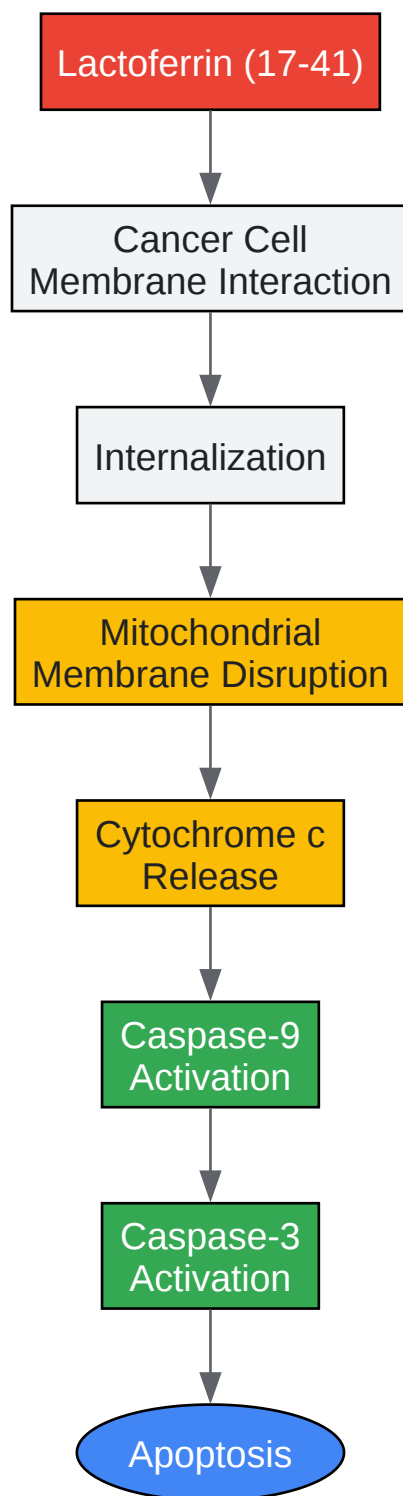 Lactoferrin (17-41)
Cancer Cell
Membrane Interaction
Internalization
Mitochondrial
Membrane Disruption
Cytochrome c
Release
Caspase-9
Activation
Caspase-3
Activation
Apoptosis